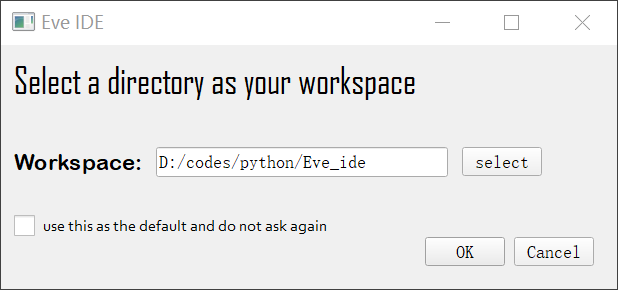 Eve IDE
Select a directory as your workspace
Workspace: D:/codes/python/Eve_ide select
use this as the default and do not ask again
OK Cancel